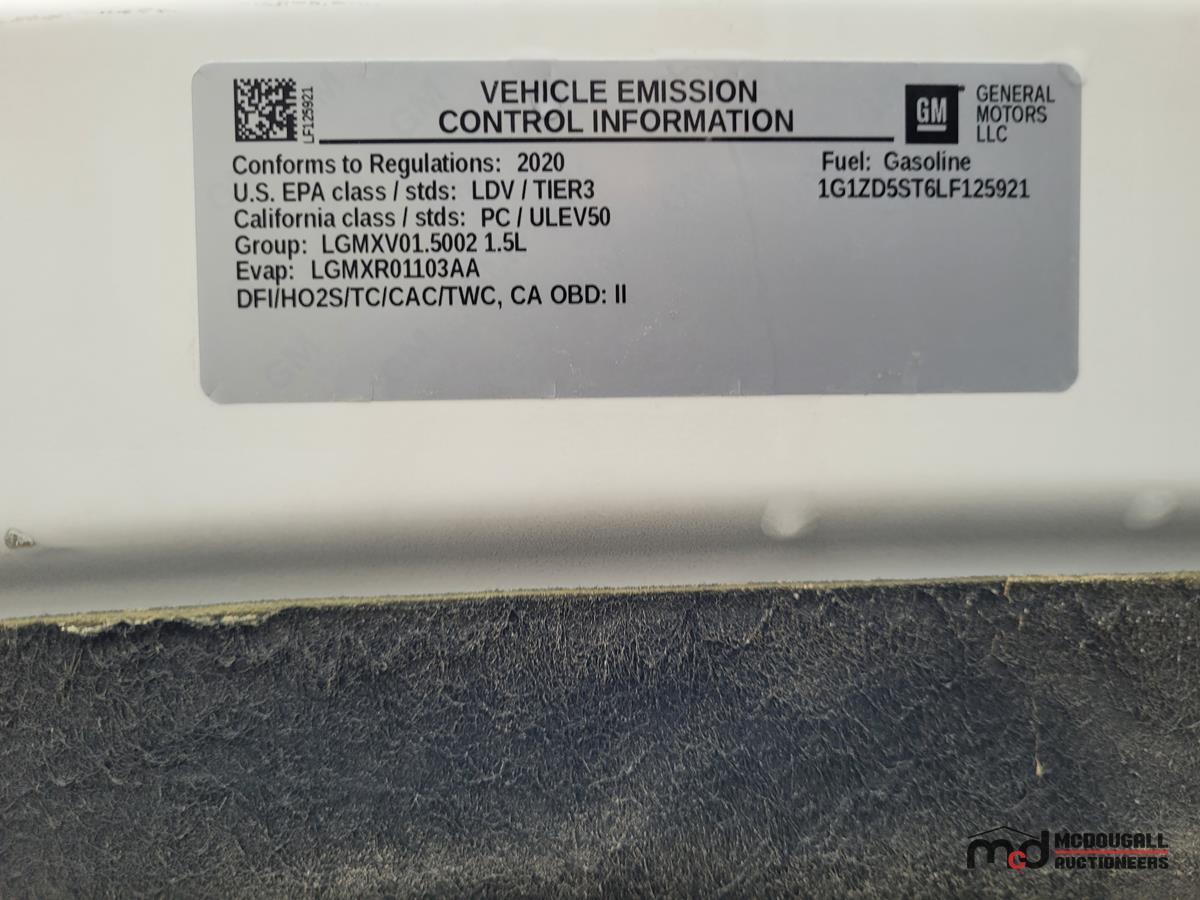 LF125921
VEHICLE EMISSION
CONTROL INFORMATION
GM
GENERAL
MOTORS
LLC
Conforms to Regulations: 2020
Fuel: Gasoline
U.S. EPA class / stds: LDV / TIER3
1G1ZD5ST6LF125921
California class / stds: PC / ULEV50
Group: LGMXV01.5002 1.5L
Evap: LGMXR01103AA
DFI/HO2S/TC/CAC/TWC, CA OBD: II
mcd
MCDOUGALL
AUCTIONEERS